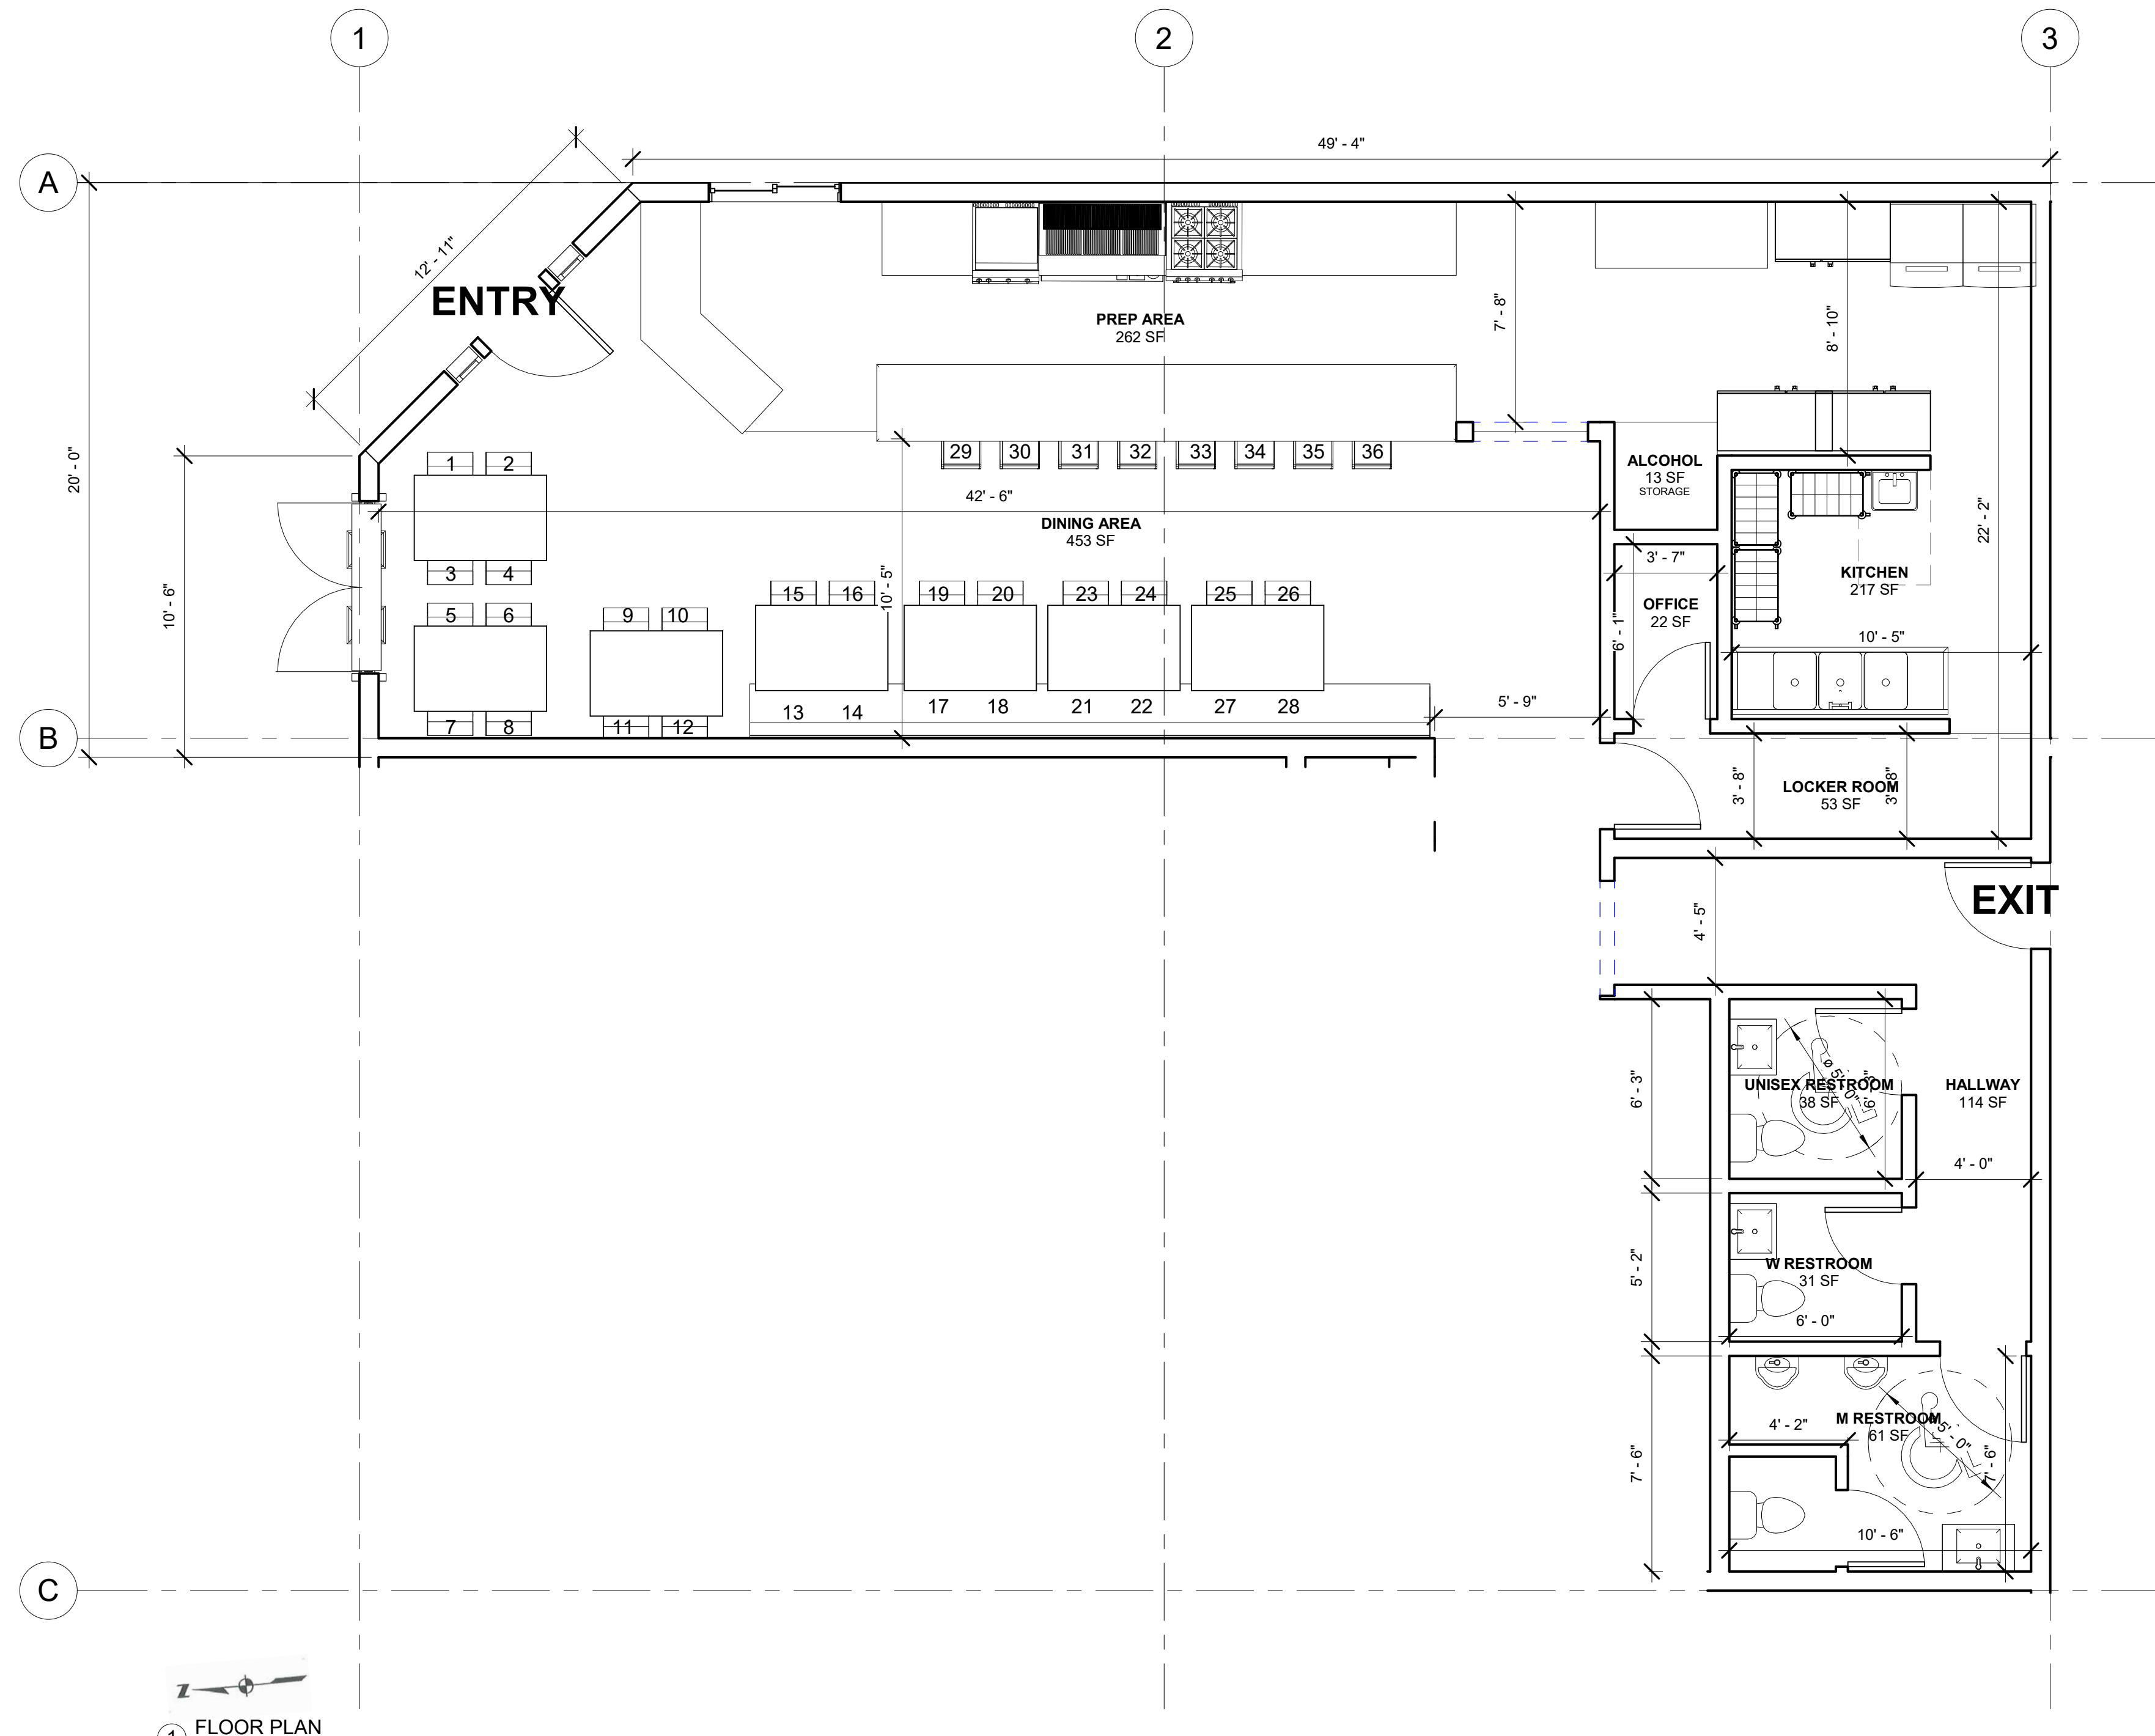 1
2
3
A
49' - 4"
12' - 11"
ENTRY
20' - 0"
PREP AREA
262 SF
7' - 8"
8' - 10"
1 2
29 30 31 32 33 34 35 36
42' - 6"
DINING AREA
453 SF
ALCOHOL
13 SF
STORAGE
22' - 2"
3 4
10' - 6"
10' - 5"
3' - 7"
KITCHEN
217 SF
15 16 19 20 23 24 25 26
5 6
9 10
OFFICE
22 SF
6' - 1"
10' - 5"
13 14 17 18 21 22 27 28
5' - 9"
7 8
11 12
B
3' - 8"
LOCKER ROOM
53 SF
3' - 8"
4' - 5"
EXIT
6' - 3"
UNISEX RESTROOM
38 SF
ø 5' - 0"
HALLWAY
114 SF
4' - 0"
5' - 2"
W RESTROOM
31 SF
6' - 0"
4' - 2"
M RESTROOM
61 SF
5' - 0"
7' - 6"
7' - 6"
10' - 6"
C
Z
1
FLOOR PLAN